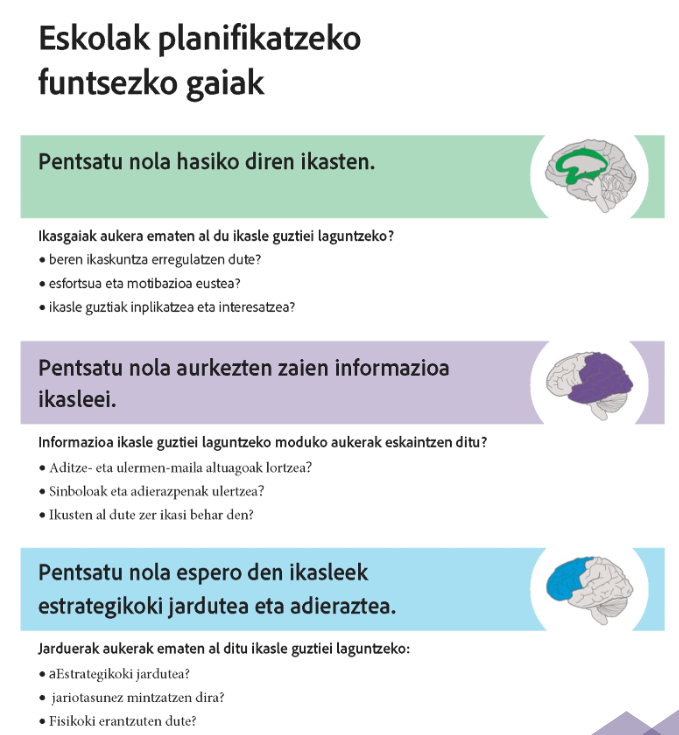 Eskolak planifikatzeko
funtsezko gaiak
Pentsatu nola hasiko diren ikasten.
Ikasgaiak aukera ematen al du ikasle guztiei laguntzeko?
• beren ikaskuntza erregulatzen dute?
• esfortsua eta motibazioa eustea?
• ikasle guztiak inplikatzea eta interesatzea?
Pentsatu nola aurkezten zaien informazioa
ikasleei.
Informazioa ikasle guztiei laguntzeko moduko aukerak eskaintzen ditu?
• Aditze- eta ulermen-maila altuagoak lortzea?
• Sinboloak eta adierazpenak ulertzea?
• Ikusten al dute zer ikasi behar den?
Pentsatu nola espero den ikasleek
estrategikoki jardutea eta adieraztea.
Jarduerak aukerak ematen al ditu ikasle guztiei laguntzeko:
• aEstrategikoki jardutea?
• jariotasunez mintzatzen dira?
• Fisikoki erantzuten dute?